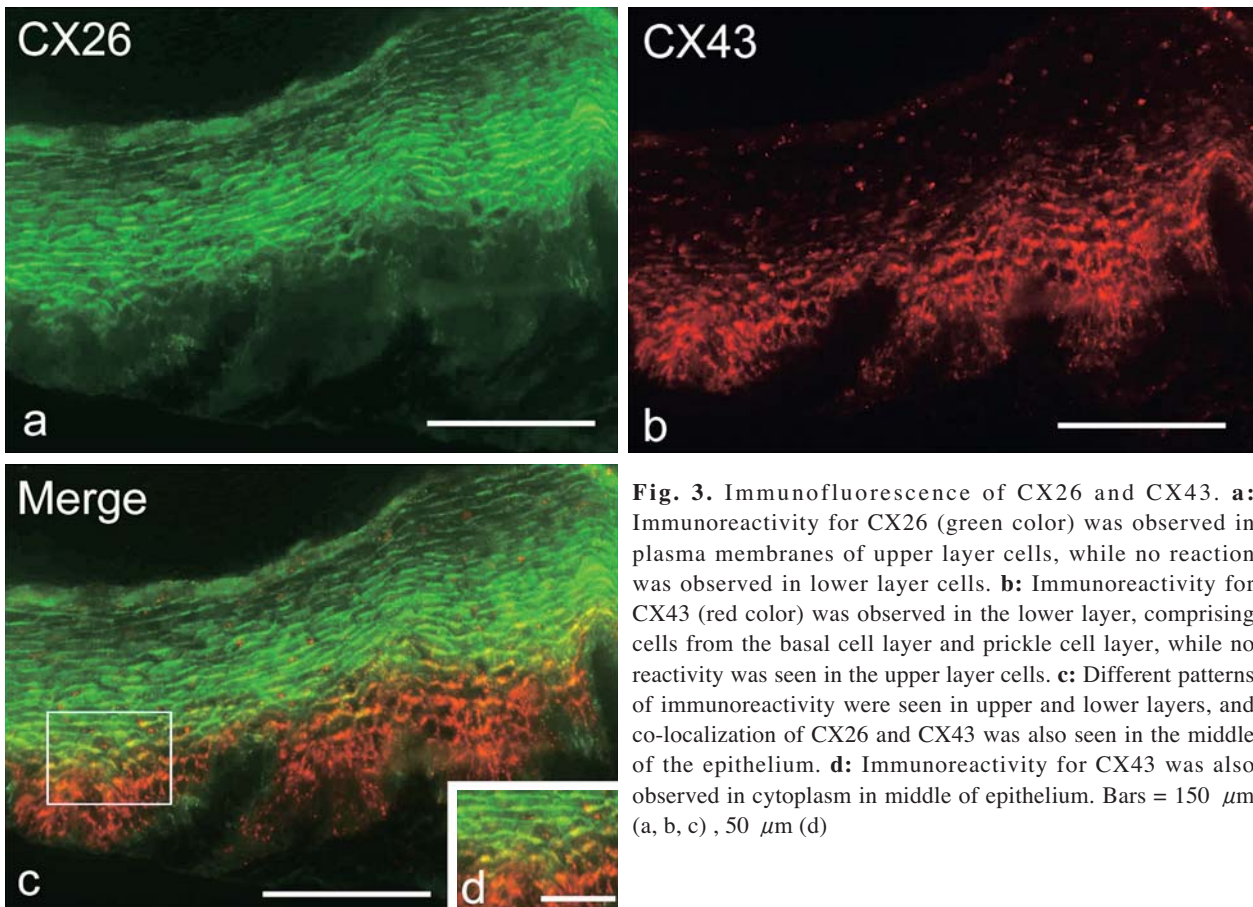 CX26
a
CX43
b
Merge
c
d
Fig. 3. Immunofluorescence of CX26 and CX43. a:
Immunoreactivity for CX26 (green color) was observed in
plasma membranes of upper layer cells, while no reaction
was observed in lower layer cells. b: Immunoreactivity for
CX43 (red color) was observed in the lower layer, comprising
cells from the basal cell layer and prickle cell layer, while no
reactivity was seen in the upper layer cells. c: Different patterns
of immunoreactivity were seen in upper and lower layers, and
co-localization of CX26 and CX43 was also seen in the middle
of the epithelium. d: Immunoreactivity for CX43 was also
observed in cytoplasm in middle of epithelium. Bars = 150 μm
(a, b, c) , 50 μm (d)